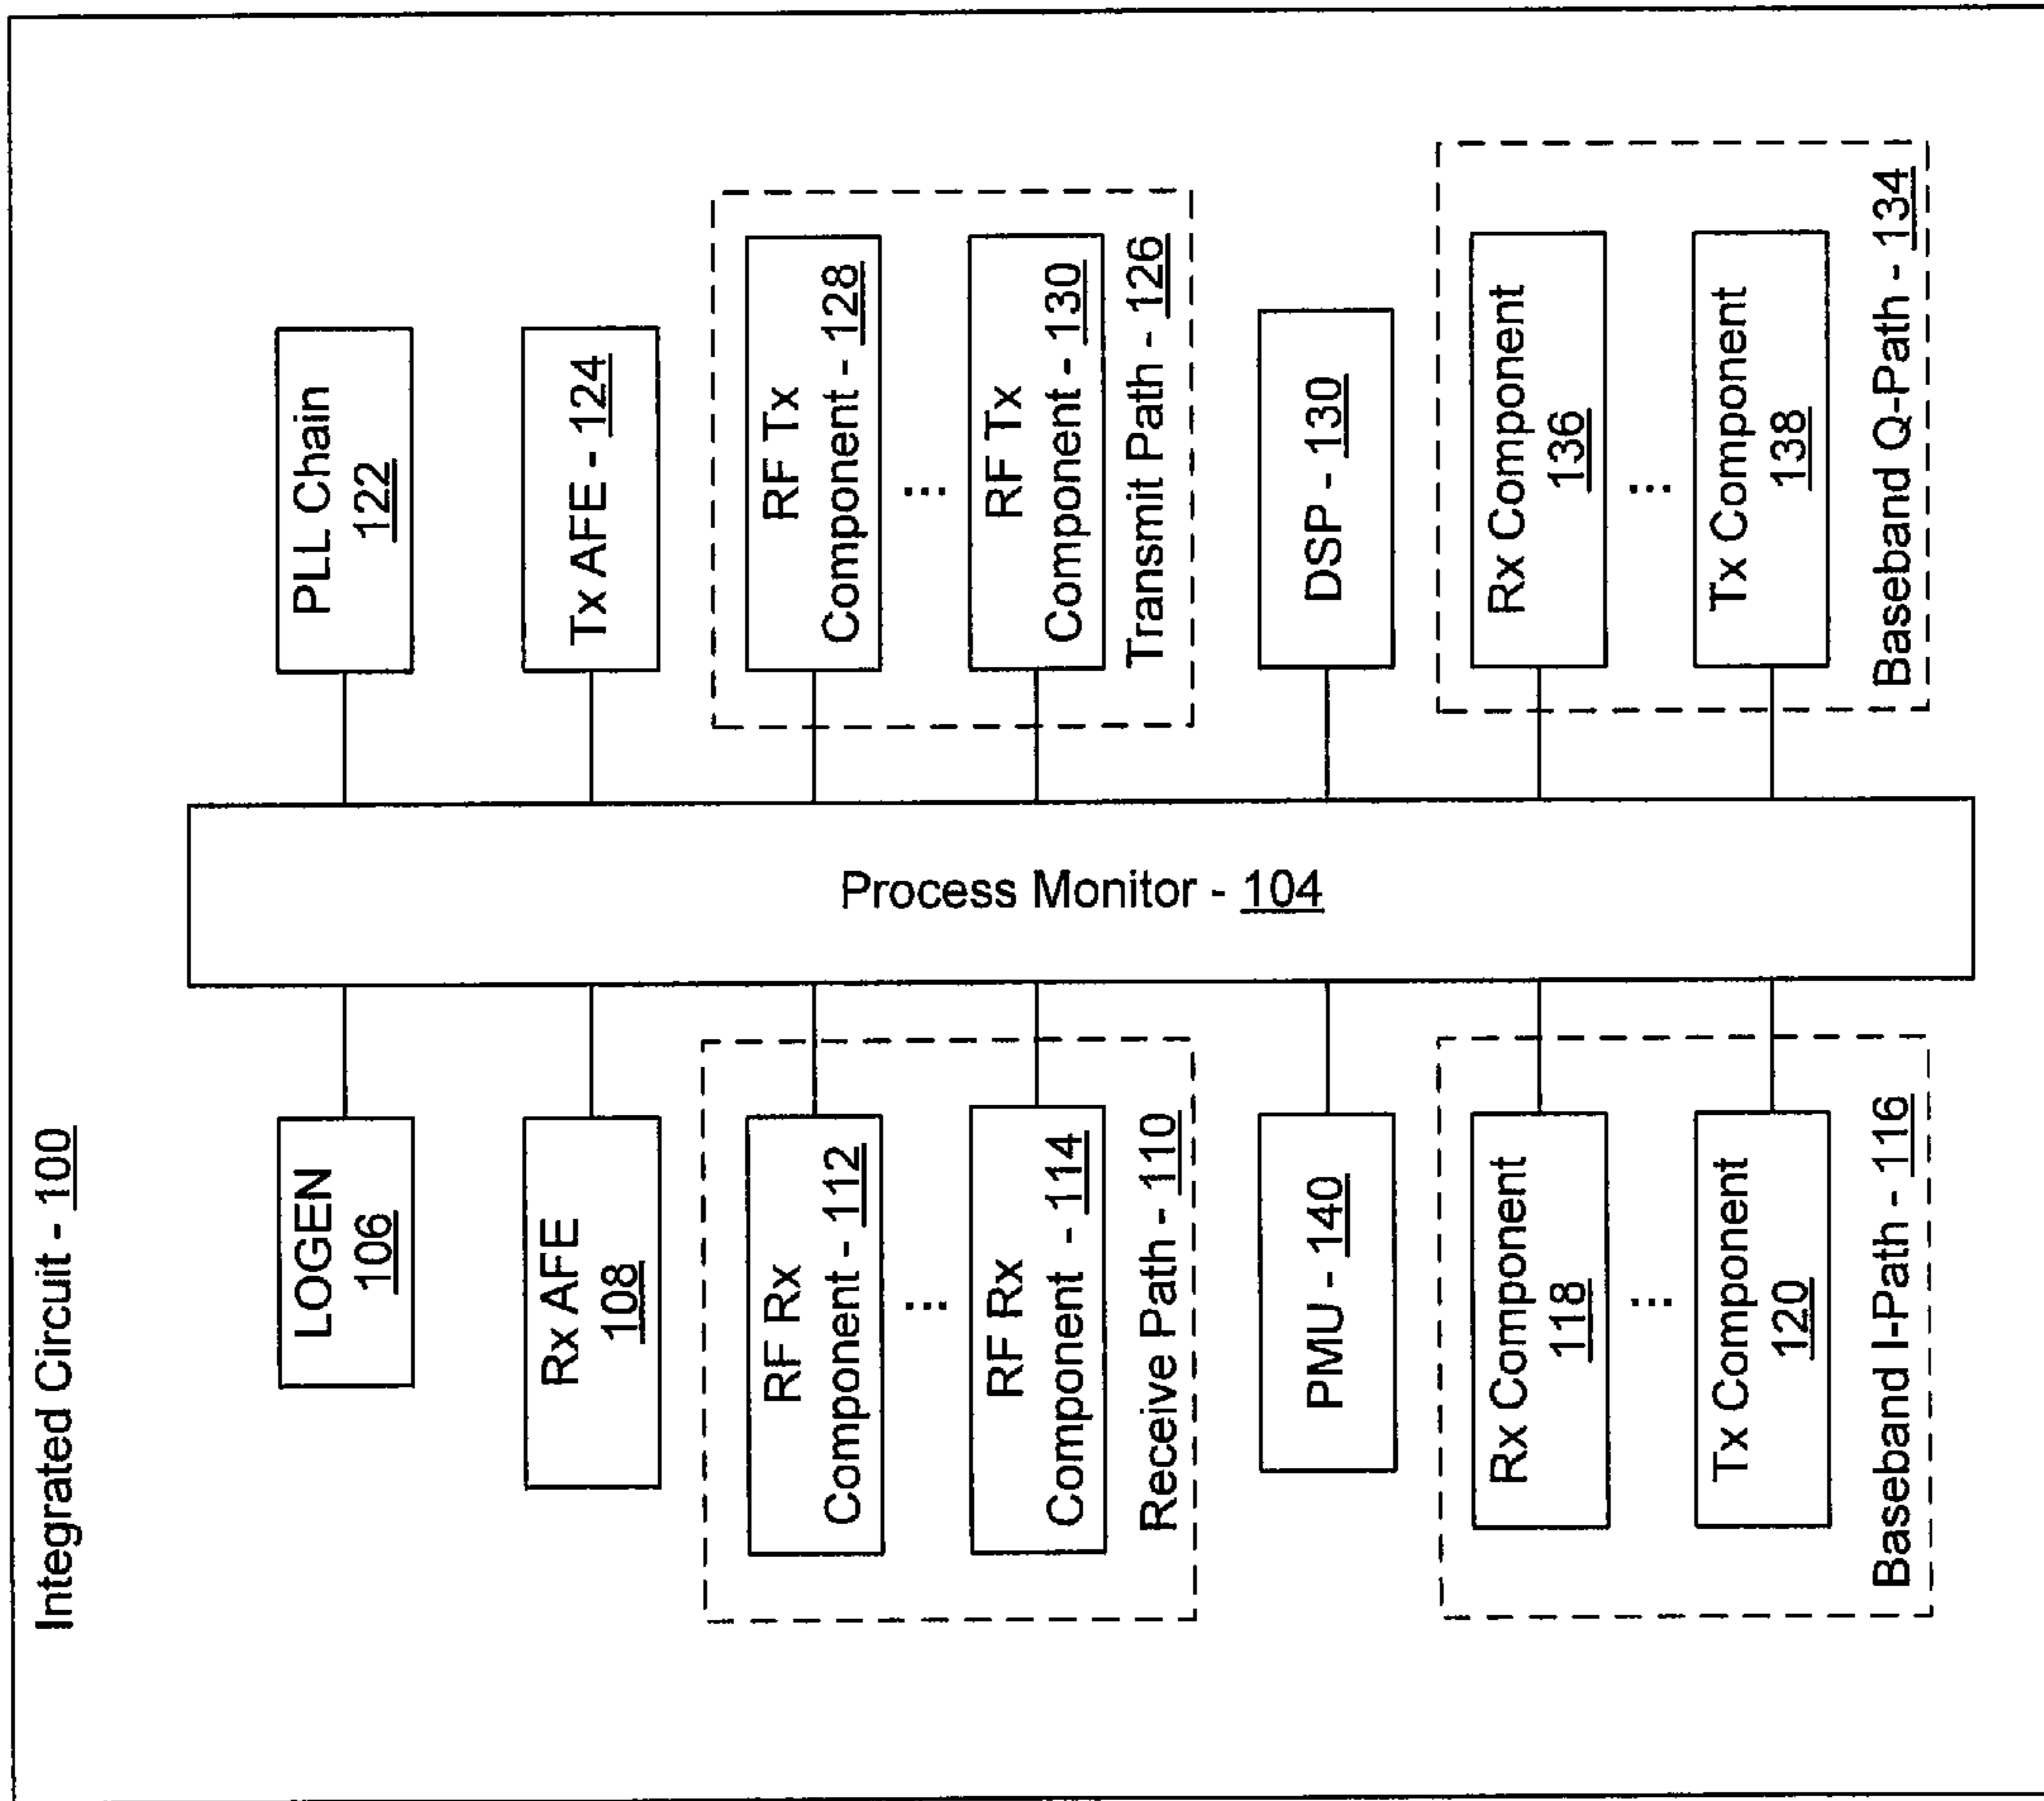 Integrated Circuit - 100
LOGEN
106
Rx AFE
108
RF Rx
Component - 112
...
RF Rx
Component - 114
Receive Path - 110
PMU - 140
Rx Component
118
...
Tx Component
120
Baseband I-Path - 116
Process Monitor - 104
PLL Chain
122
Tx AFE - 124
RF Tx
Component - 128
...
RF Tx
Component - 130
Transmit Path - 126
DSP - 130
Rx Component
136
...
Tx Component
138
Baseband Q-Path - 134